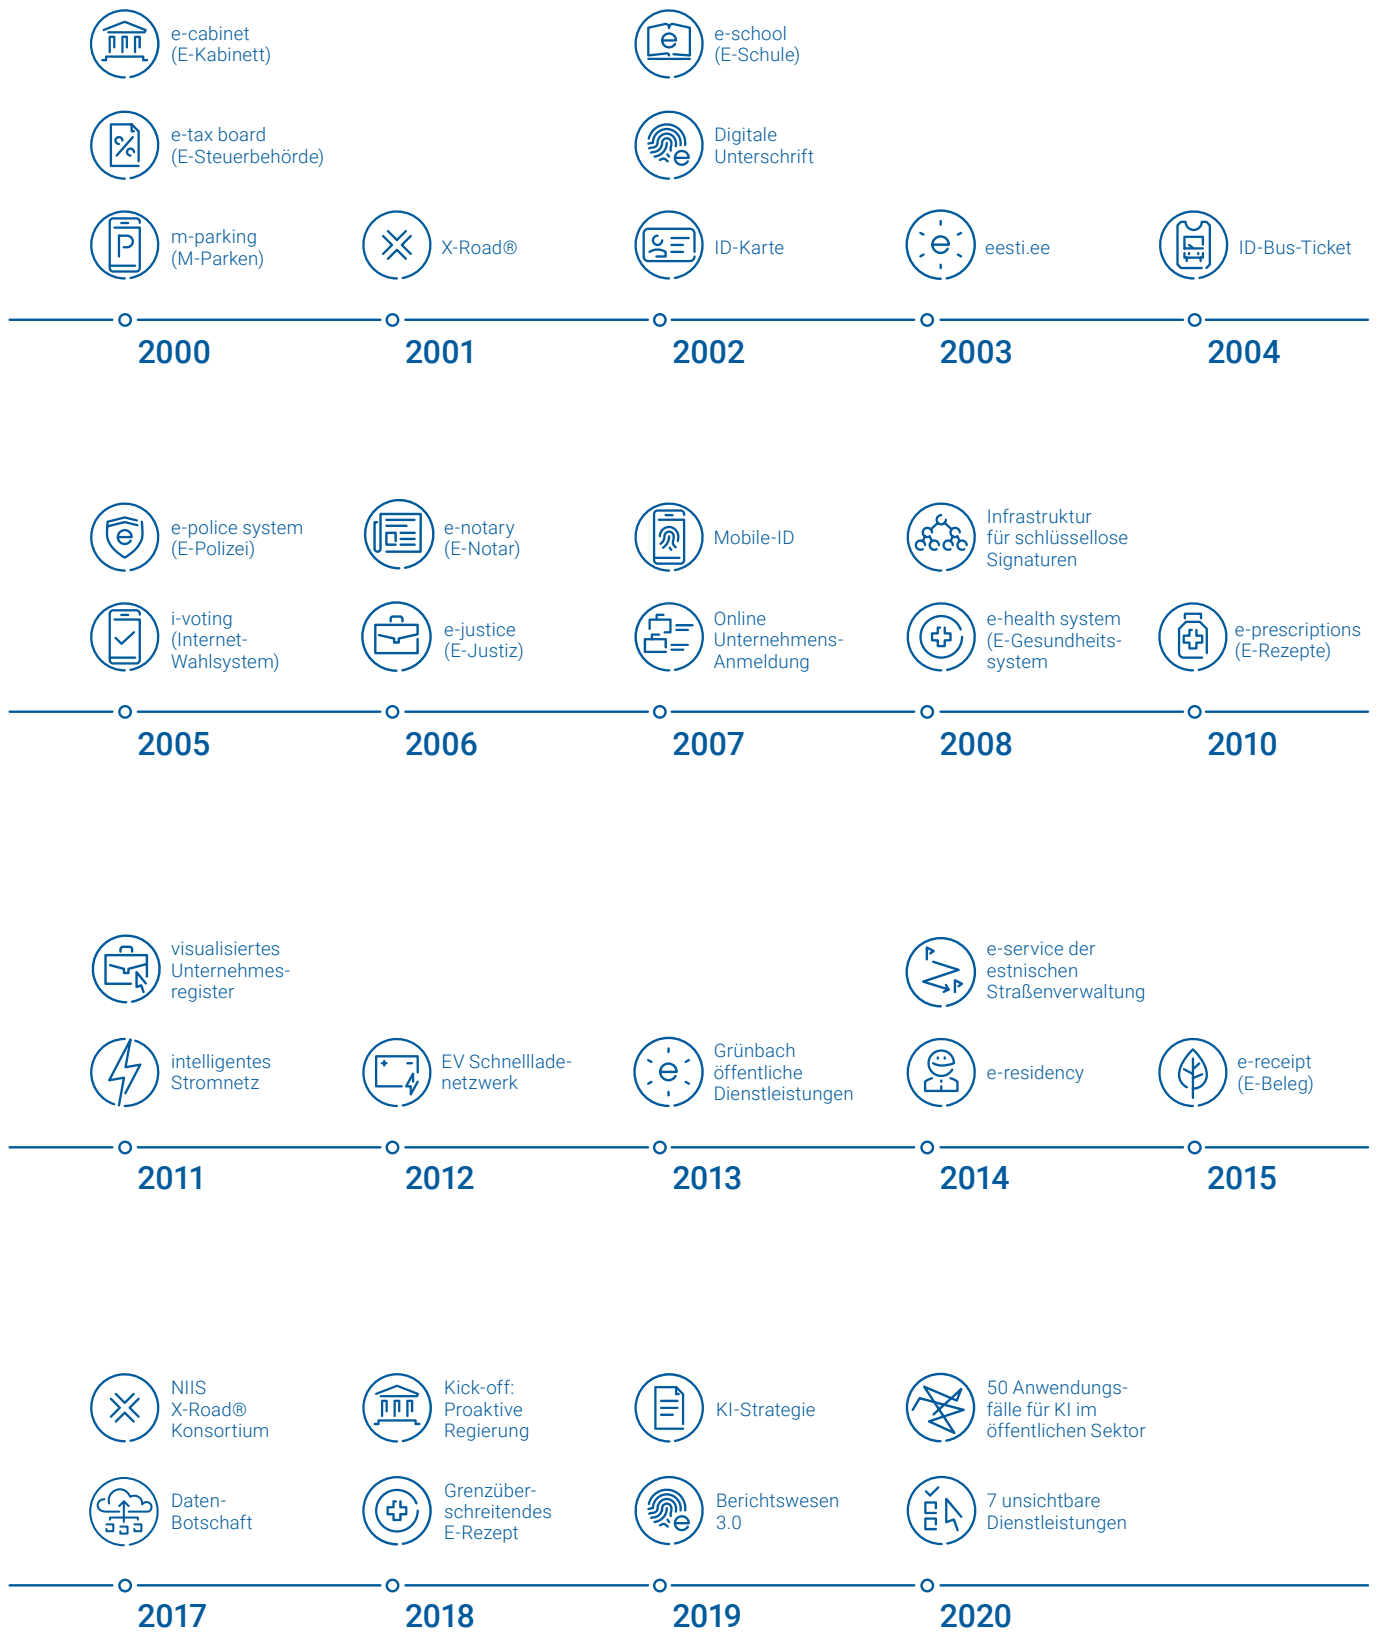 e-cabinet
(E-Kabinett)
e-school
(E-Schule)
e-tax board
(E-Steuerbehörde)
Digitale
Unterschrift
m-parking
(M-Parken)
X-Road®
ID-Karte
eesti.ee
ID-Bus-Ticket
2000
2001
2002
2003
2004
e-police system
(E-Polizei)
e-notary
(E-Notar)
Mobile-ID
Infrastruktur
für schlüssellose
Signaturen
i-voting
(Internet-
Wahlsystem)
e-justice
(E-Justiz)
Online
Unternehmens-
Anmeldung
e-health system
(E-Gesundheits-
system
e-prescriptions
(E-Rezepte)
2005
2006
2007
2008
2010
visualisiertes
Unternehmes-
register
e-service der
estnischen
Straßenverwaltung
intelligentes
Stromnetz
EV Schnelllade-
netzwerk
Grünbach
öffentliche
Dienstleistungen
e-residency
e-receipt
(E-Beleg)
2011
2012
2013
2014
2015
NIIS
X-Road®
Konsortium
Kick-off:
Proaktive
Regierung
KI-Strategie
50 Anwendungs-
fälle für KI im
öffentlichen Sektor
Daten-
Botschaft
Grenzüber-
schreitendes
E-Rezept
Berichtswesen
3.0
7 unsichtbare
Dienstleistungen
2017
2018
2019
2020